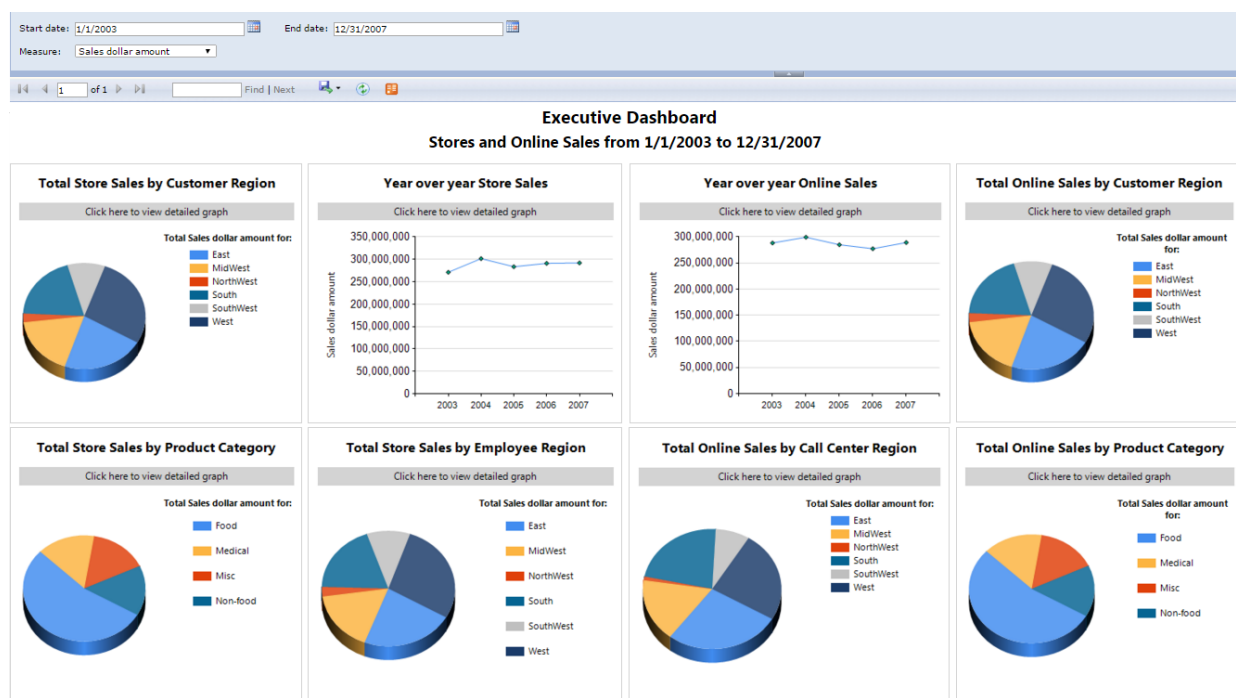 Start date: 1/1/2003 End date: 12/31/2007
Measure: Sales dollar amount
1 of 1 Find | Next
Executive Dashboard
Stores and Online Sales from 1/1/2003 to 12/31/2007
Total Store Sales by Customer Region
Click here to view detailed graph
Total Sales dollar amount for:
East
MidWest
NorthWest
South
SouthWest
West
Year over year Store Sales
Click here to view detailed graph
Sales dollar amount
350,000,000
300,000,000
250,000,000
200,000,000
150,000,000
100,000,000
50,000,000
0
2003 2004 2005 2006 2007
Year over year Online Sales
Click here to view detailed graph
Sales dollar amount
300,000,000
250,000,000
200,000,000
150,000,000
100,000,000
50,000,000
0
2003 2004 2005 2006 2007
Total Online Sales by Customer Region
Click here to view detailed graph
Total Sales dollar amount
for:
East
MidWest
NorthWest
South
SouthWest
West
Total Store Sales by Product Category
Click here to view detailed graph
Total Sales dollar amount for:
Food
Medical
Misc
Non-food
Total Store Sales by Employee Region
Click here to view detailed graph
Total Sales dollar amount for:
East
MidWest
NorthWest
South
SouthWest
West
Total Online Sales by Call Center Region
Click here to view detailed graph
Total Sales dollar amount for:
East
MidWest
NorthWest
South
SouthWest
West
Total Online Sales by Product Category
Click here to view detailed graph
Total Sales dollar amount
for:
Food
Medical
Misc
Non-food